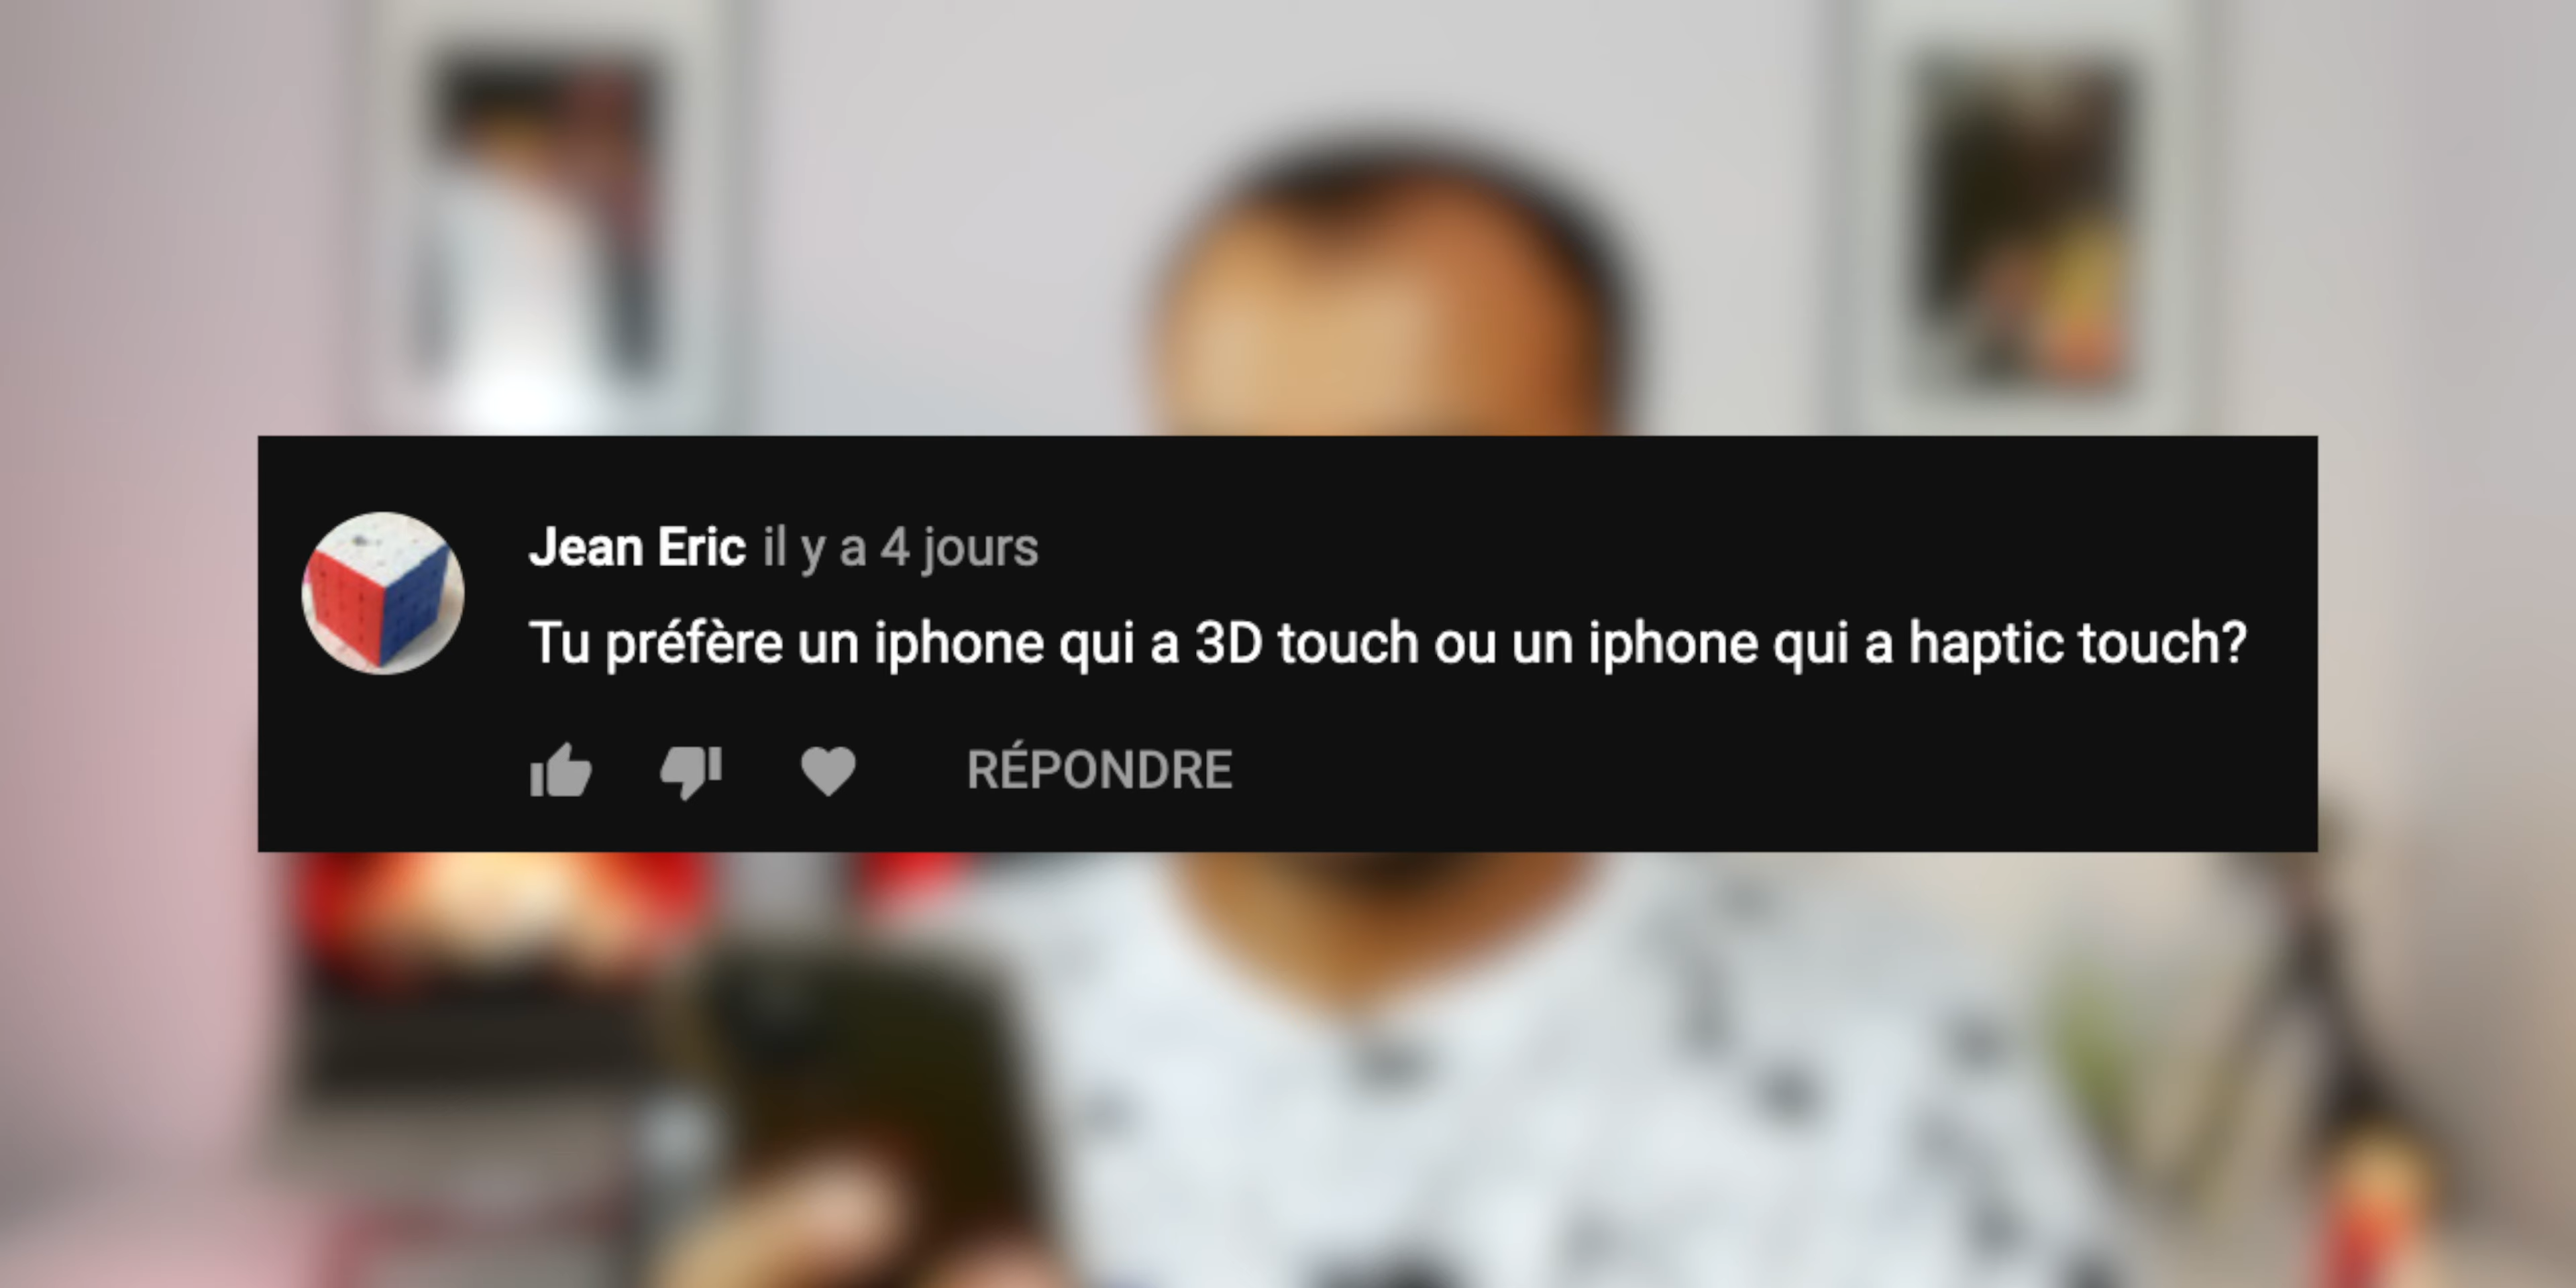 Jean Eric il y a 4 jours
Tu préfère un iphone qui a 3D touch ou un iphone qui a haptic touch?
RÉPONDRE